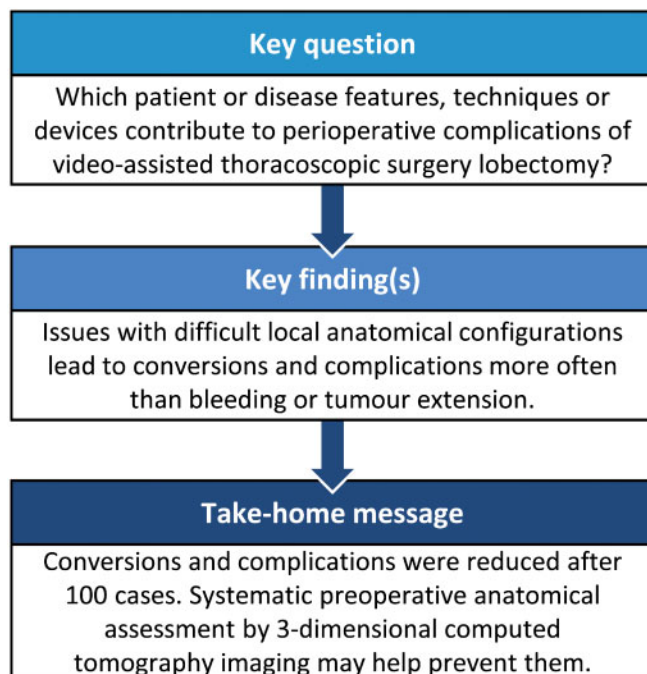 Key question
Which patient or disease features, techniques or
devices contribute to perioperative complications of
video-assisted thoracoscopic surgery lobectomy?
Key finding(s)
Issues with difficult local anatomical configurations
lead to conversions and complications more often
than bleeding or tumour extension.
Take-home message
Conversions and complications were reduced after
100 cases. Systematic preoperative anatomical
assessment by 3-dimensional computed
tomography imaging may help prevent them.